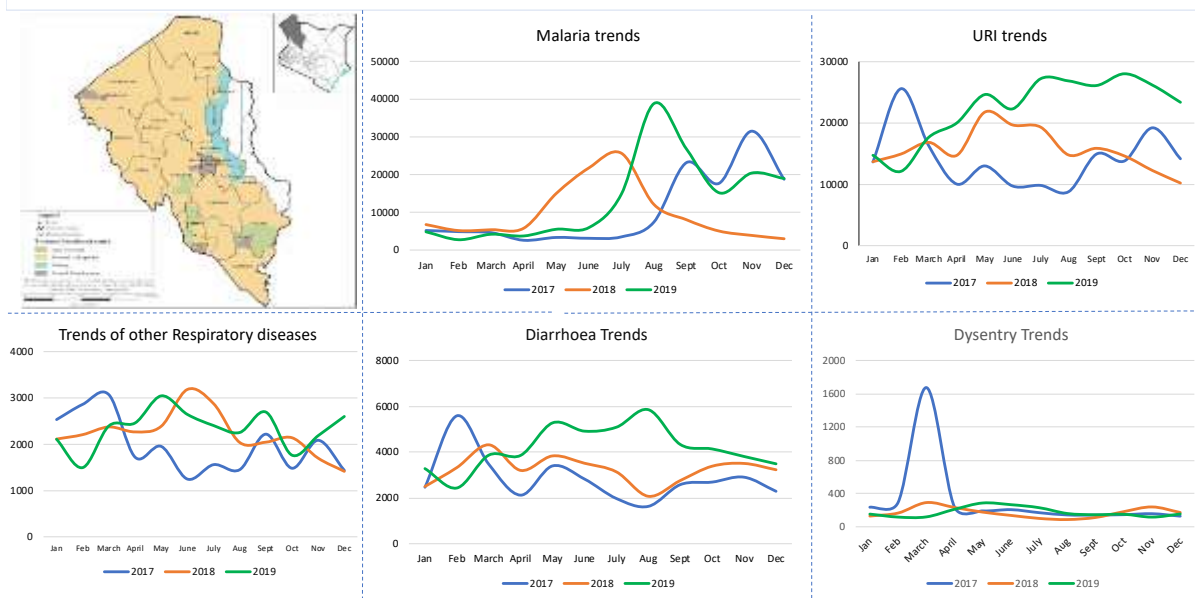 Malaria trends
50000
40000
30000
20000
10000
0
Jan Feb March April May June July Aug Sept Oct Nov Dec
2017 2018 2019
URI trends
30000
20000
10000
0
Jan Feb March April May June July Aug Sept Oct Nov Dec
2017 2018 2019
Trends of other Respiratory diseases
4000
3000
2000
1000
0
Jan Feb March April May June July Aug Sept Oct Nov Dec
2017 2018 2019
Diarrhoea Trends
8000
6000
4000
2000
0
Jan Feb March April May June July Aug Sept Oct Nov Dec
2017 2018 2019
Dysentry Trends
2000
1600
1200
800
400
0
Jan Feb March April May June July Aug Sept Oct Nov Dec
2017 2018 2019